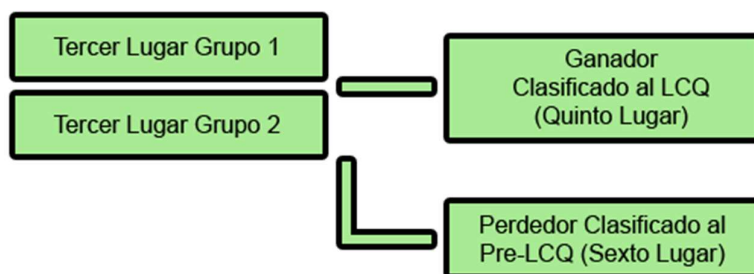 Tercer Lugar Grupo 1
Tercer Lugar Grupo 2
Ganador
Clasificado al LCQ
(Quinto Lugar)
Perdedor Clasificado al
Pre-LCQ (Sexto Lugar)